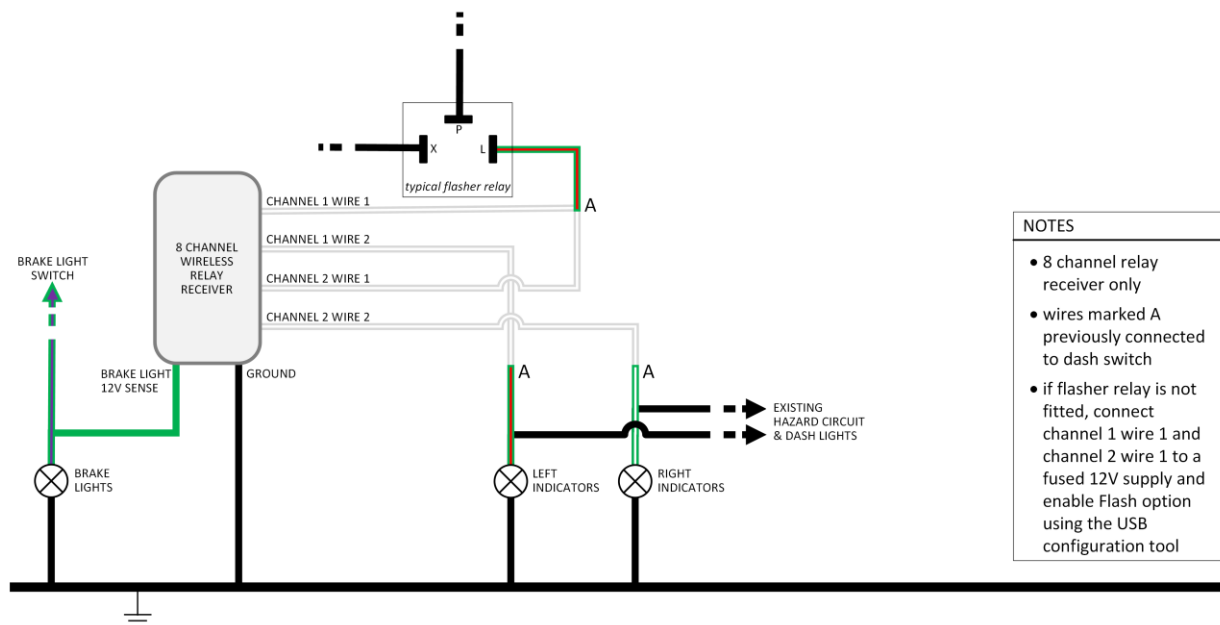 P
X
L
typical flasher relay
A
CHANNEL 1 WIRE 1
CHANNEL 1 WIRE 2
CHANNEL 2 WIRE 1
CHANNEL 2 WIRE 2
8 CHANNEL
WIRELESS
RELAY
RECEIVER
BRAKE LIGHT
SWITCH
BRAKE LIGHT
12V SENSE
GROUND
A
A
EXISTING
HAZARD CIRCUIT
& DASH LIGHTS
BRAKE
LIGHTS
LEFT
INDICATORS
RIGHT
INDICATORS
NOTES
• 8 channel relay
receiver only
• wires marked A
previously connected
to dash switch
• if flasher relay is not
fitted, connect
channel 1 wire 1 and
channel 2 wire 1 to a
fused 12V supply and
enable Flash option
using the USB
configuration tool